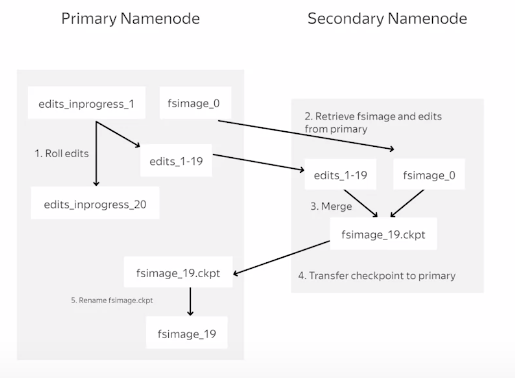 Primary Namenode
Secondary Namenode
edits_inprogress_1
fsimage_0
1. Roll edits
edits_1-19
edits_inprogress_20
2. Retrieve fsimage and edits
from primary
edits_1-19
fsimage_0
3. Merge
fsimage_19.ckpt
4. Transfer checkpoint to primary
fsimage_19.ckpt
5. Rename fsimage.ckpt
fsimage_19